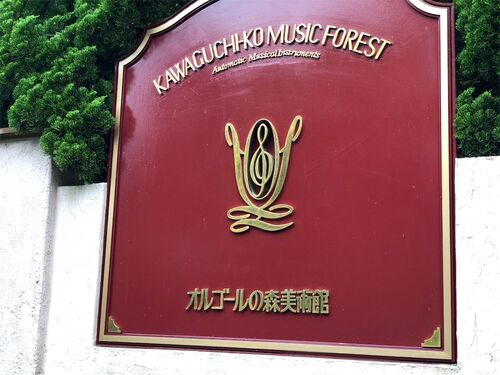 KAWAGUCHI-KO MUSIC FOREST
Automatic Musical Instruments
オルゴールの森美術館